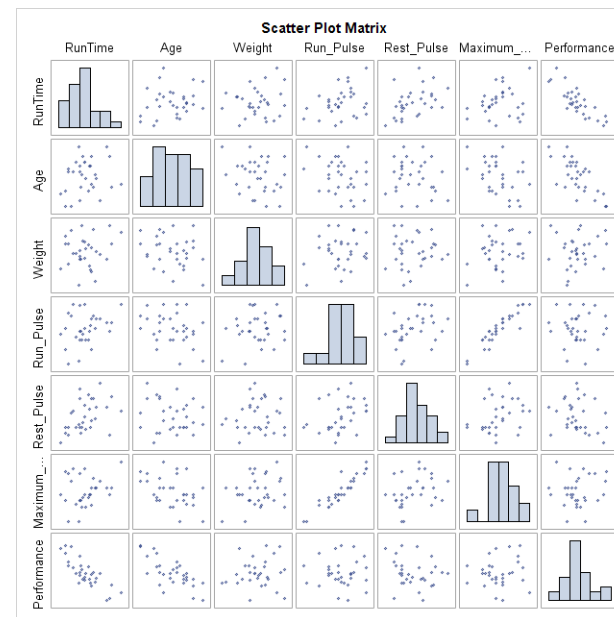 Scatter Plot Matrix
RunTime Age Weight Run_Pulse Rest_Pulse Maximum_... Performance
RunTime
Age
Weight
Run_Pulse
Rest_Pulse
Maximum_...
Performance